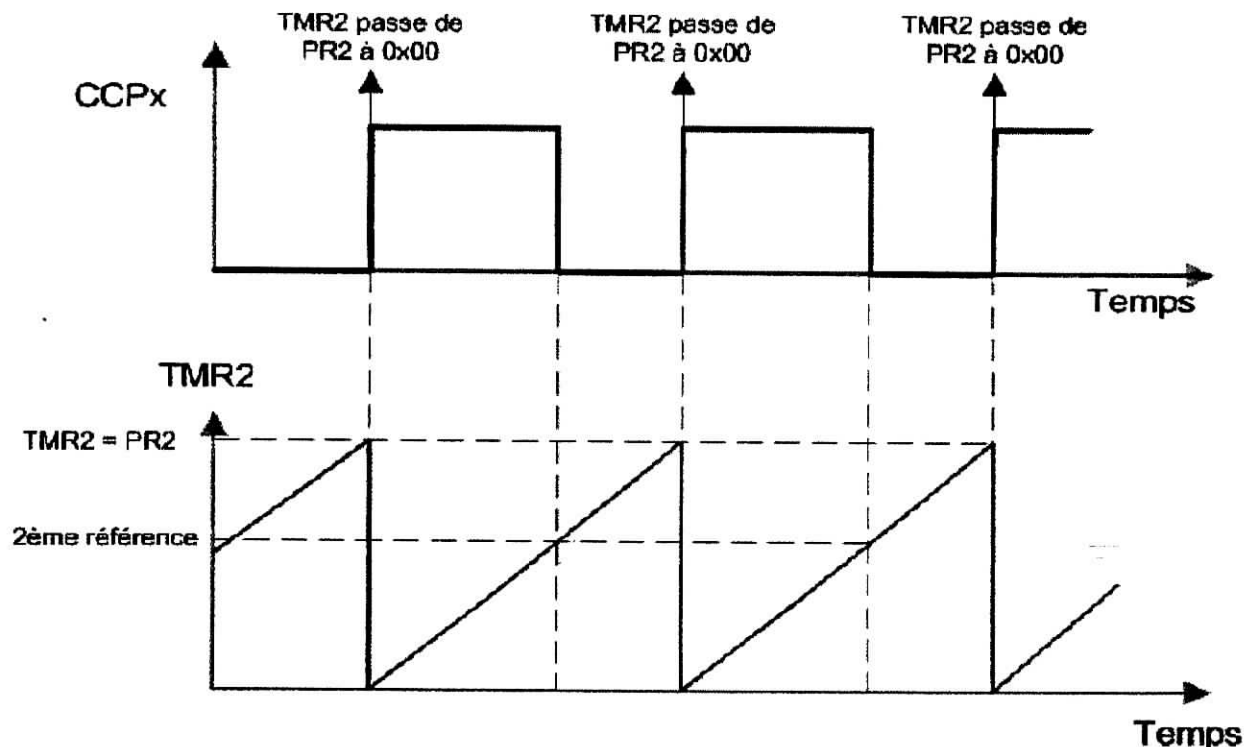 TMR2 passe de
PR2 à 0x00
TMR2 passe de
PR2 à 0x00
TMR2 passe de
PR2 à 0x00
CCPx
Temps
TMR2
TMR2 = PR2
2ème référence
Temps